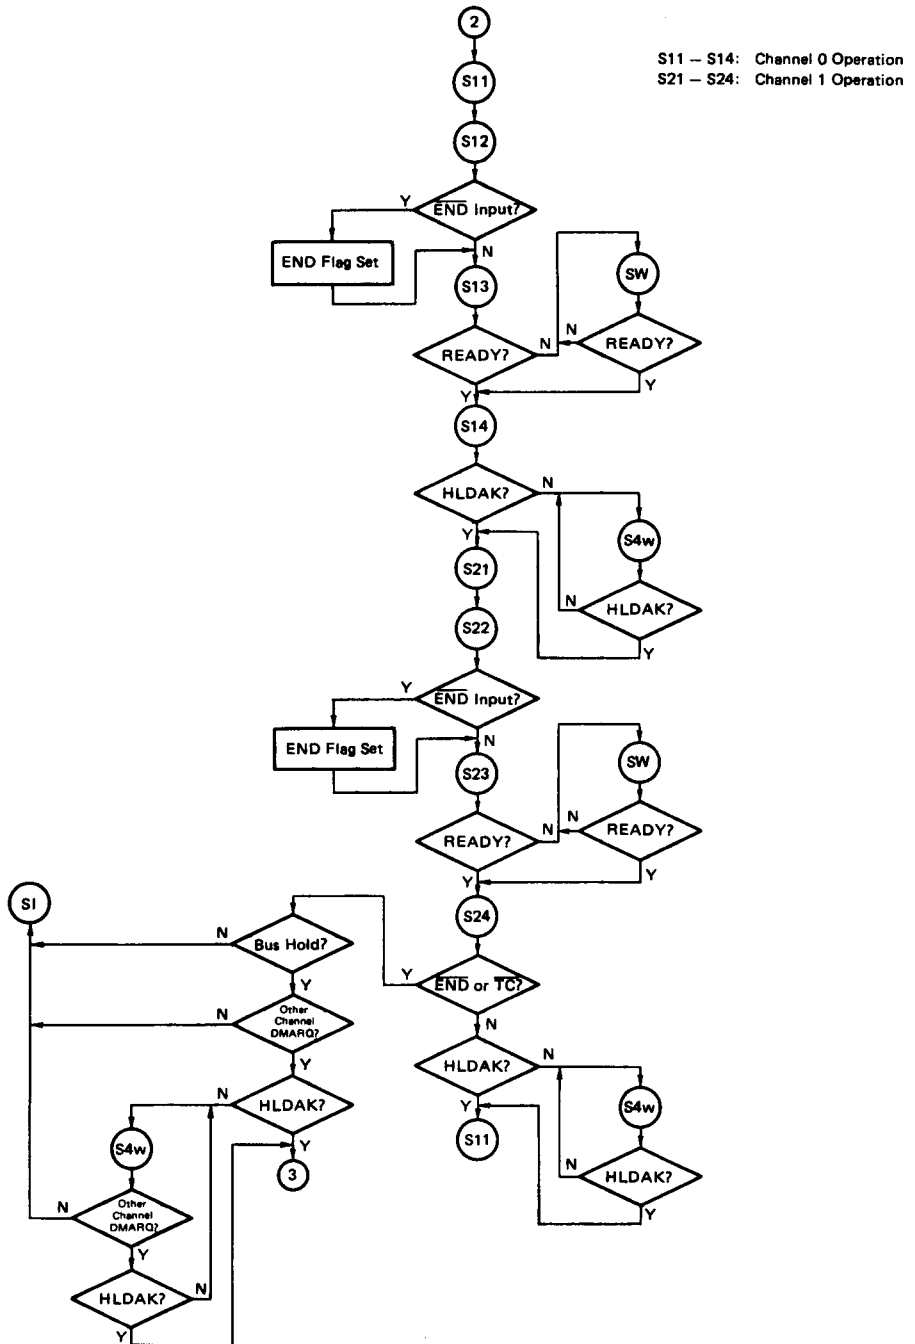 2
S11 – S14: Channel 0 Operation
S21 – S24: Channel 1 Operation
S11
S12
Y
END Input?
N
END Flag Set
S13
SW
READY?
N
N
READY?
Y
Y
S14
HLDAK?
N
Y
S4w
S21
N
HLDAK?
Y
S22
Y
END Input?
N
END Flag Set
S23
SW
READY?
N
N
READY?
Y
Y
SI
S24
N
Bus Hold?
Y
Y
END or TC?
N
N
Other
Channel
DMARQ?
Y
HLDAK?
N
Y
S4w
N
HLDAK?
Y
S11
N
HLDAK?
Y
S4w
3
N
Other
Channel
DMARQ?
Y
HLDAK?
N
Y